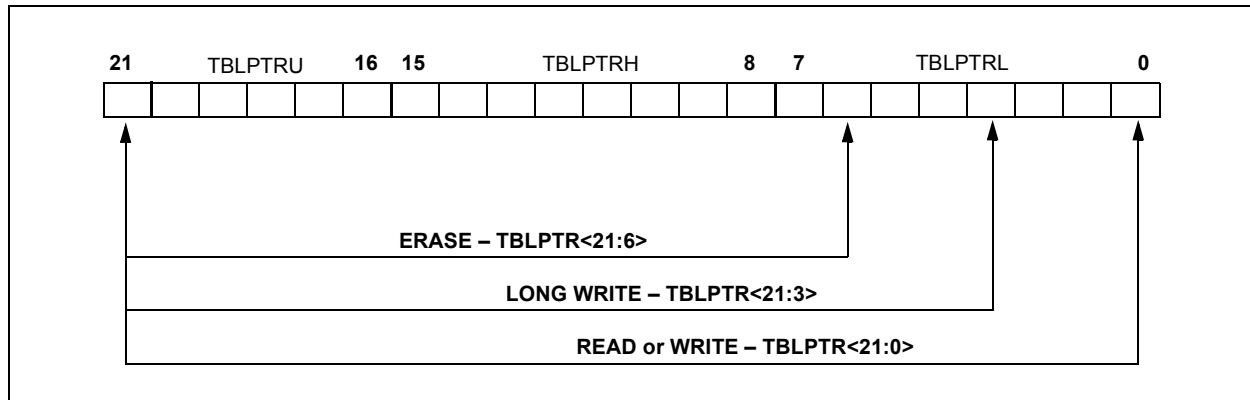 21 TBLPTRU 16 15 TBLPTRH 8 7 TBLPTRL 0
ERASE – TBLPTR<21:6>
LONG WRITE – TBLPTR<21:3>
READ or WRITE – TBLPTR<21:0>